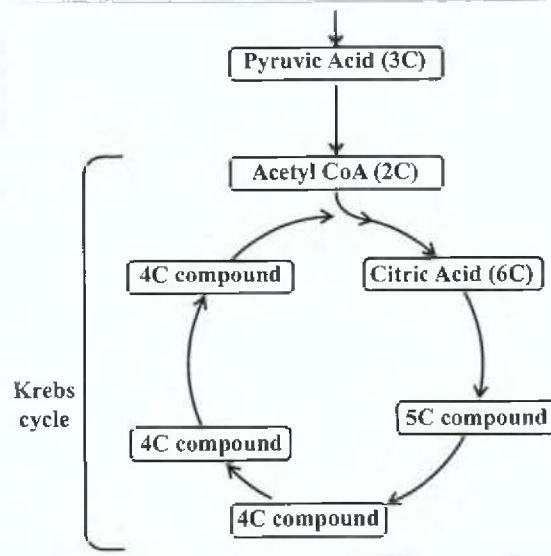 Pyruvic Acid (3C)
Acetyl CoA (2C)
4C compound
Citric Acid (6C)
Krebs
cycle
5C compound
4C compound
4C compound